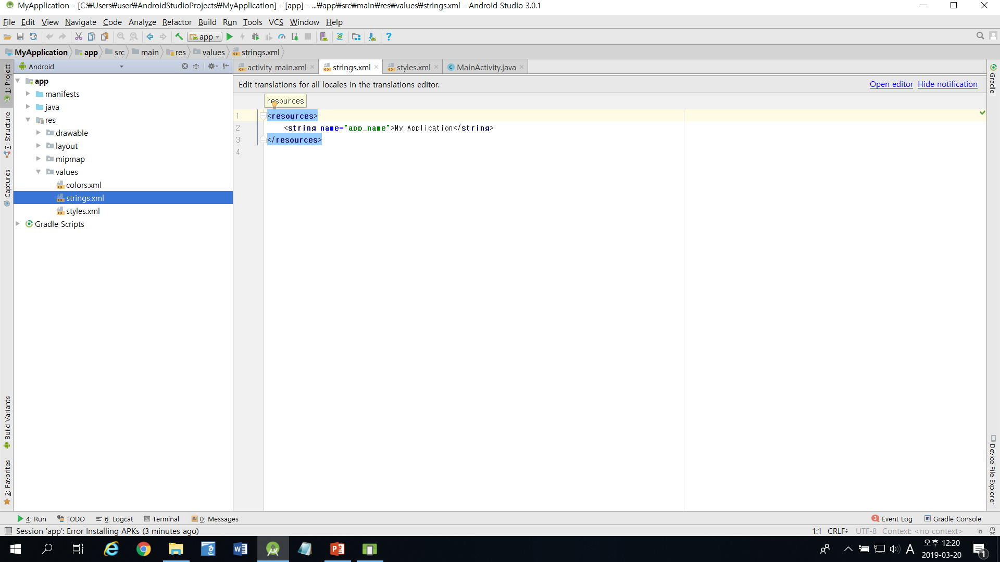 MyApplication - [C:₩Users₩user₩AndroidStudioProjects₩MyApplication] - [app] - ...₩app₩src₩main₩res₩values₩strings.xml - Android Studio 3.0.1
File Edit View Navigate Code Analyze Refactor Build Run Tools VCS Window Help
app
MyApplication app src main res values strings.xml
Android
activity_main.xml strings.xml styles.xml MainActivity.java
Edit translations for all locales in the translations editor. Open editor Hide notification
resources
1 <resources>
2 <string name="app_name">My Application</string>
3 </resources>
4
app
manifests
java
res
drawable
layout
mipmap
values
colors.xml
strings.xml
styles.xml
Gradle Scripts
1: Project
7: Structure
Captures
Build Variants
2: Favorites
Gradle
Device File Explorer
4: Run TODO 6: Logcat Terminal 0: Messages 3 Event Log Gradle Console
Session 'app': Error Installing APKs (3 minutes ago) 1:1 CRLF UTF-8 Context: <no context>
A 오후 12:20
2019-03-20
1